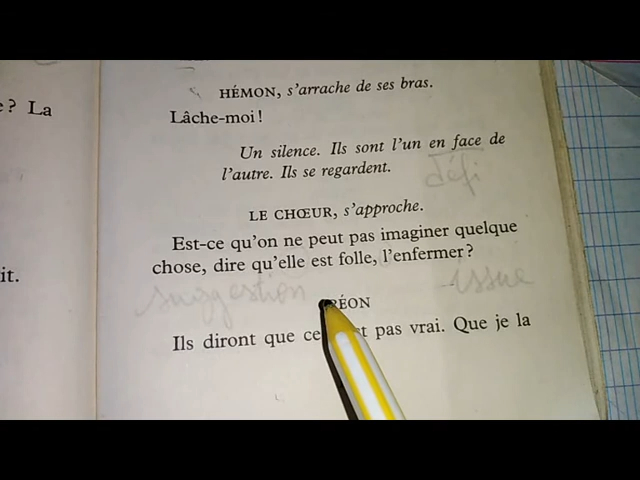 e? La
it.
HÉMON, s'arrache de ses bras.
Lâche-moi!
Un silence. Ils sont l'un en face de
l'autre. Ils se regardent.
défi
LE CHŒUR, s'approche.
Est-ce qu'on ne peut pas imaginer quelque
chose, dire qu'elle est folle, l'enfermer?
suggestion issue
RÉON
Ils diront que ce st pas vrai. Que je la